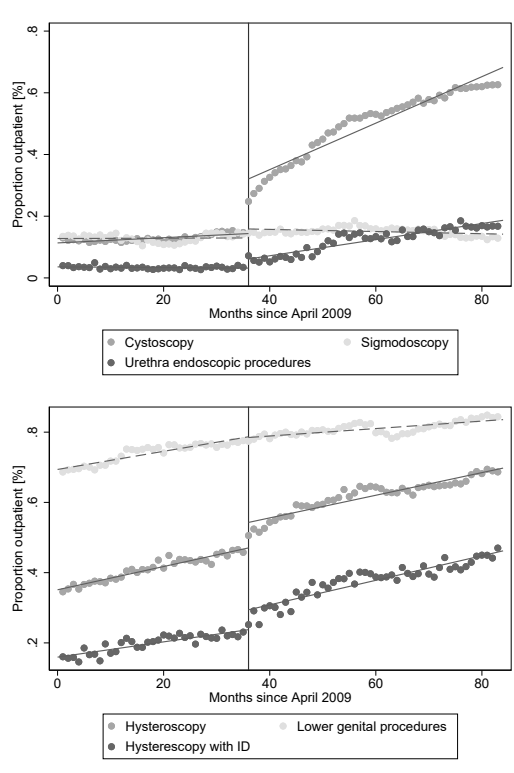 Proportion outpatient [%]
.8
.6
.4
.2
0
0 20 40 60 80
Months since April 2009
Cystoscopy Sigmodoscopy
Urethra endoscopic procedures
Proportion outpatient [%]
.8
.6
.4
.2
0 20 40 60 80
Months since April 2009
Hysteroscopy Lower genital procedures
Hysterescopy with ID